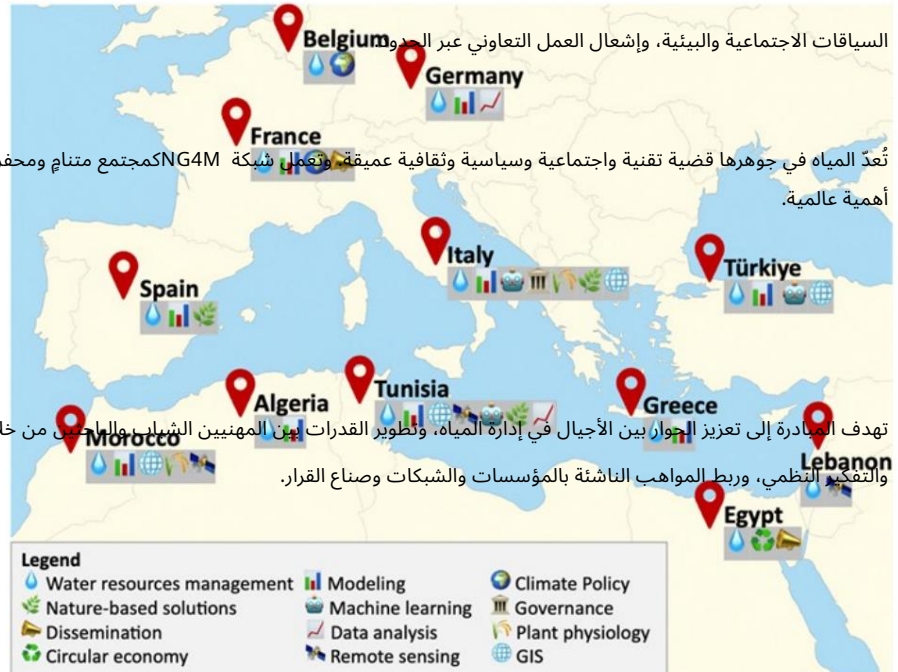 السياقات الاجتماعية والبيئية، وإشعال العمل التعاوني عبر الحدود.
Belgium
Germany
France
تُعدّ المياه في جوهرها قضية تقنية واجتماعية وسياسية وثقافية عميقة. وتعمل شبكة NG4M كمجتمع متنامٍ
أهمية عالمية.
Italy
Türkiye
Spain
Tunisia
Algeria
Greece
Morocco
تهدف المبادرة إلى تعزيز الحوار بين الأجيال في إدارة المياه، وتطوير القدرات بين المهنيين الشباب والباحثين من
Lebanon
والتفكير النظمي، وربط المواهب الناشئة بالمؤسسات والشبكات وصناع القرار.
Egypt
Legend
Water resources management
Modeling
Climate Policy
Nature-based solutions
Machine learning
Governance
Dissemination
Data analysis
Plant physiology
Circular economy
Remote sensing
GIS